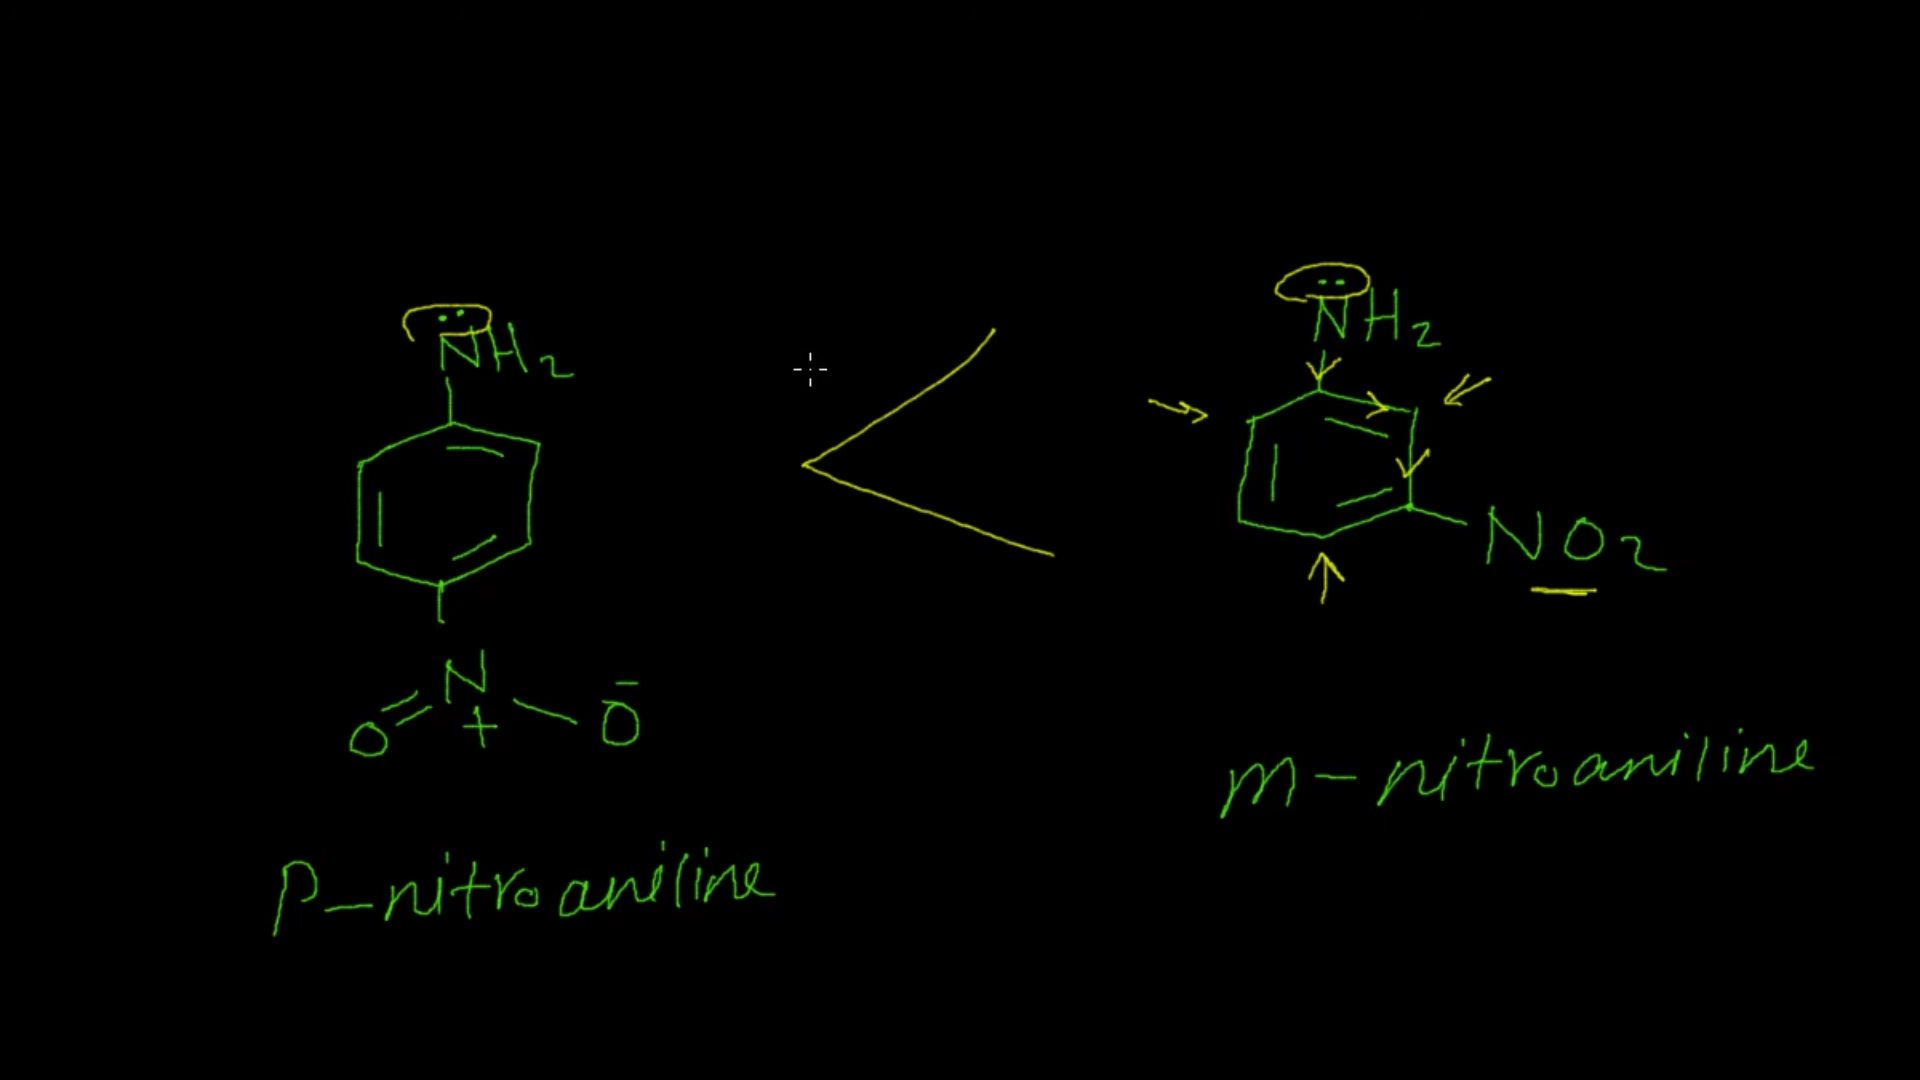 NH2
N
+
O
O
-
p-nitroaniline
<
NH2
NO2
m-nitroaniline